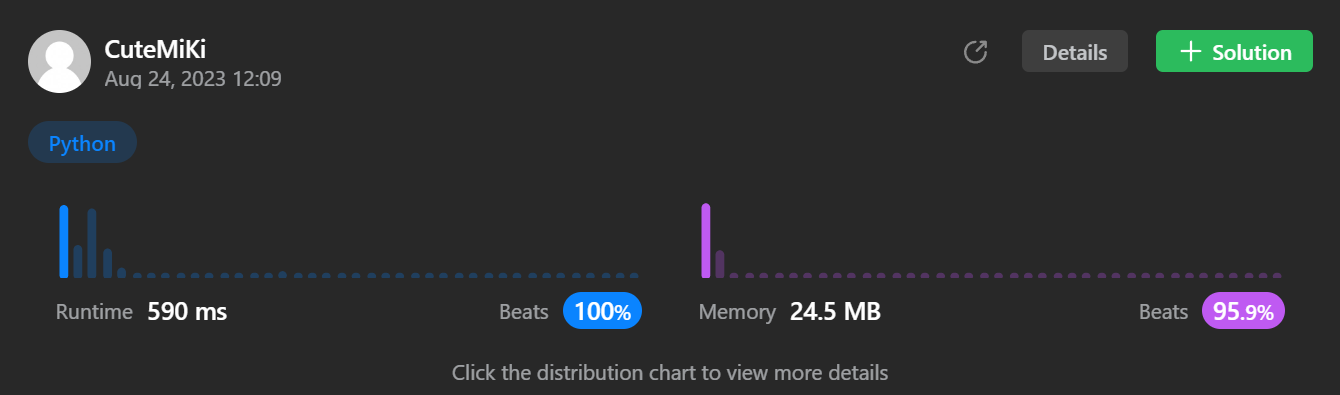 CuteMiKi
Aug 24, 2023 12:09
Details
Solution
Python
Runtime 590 ms Beats 100%
Memory 24.5 MB Beats 95.9%
Click the distribution chart to view more details